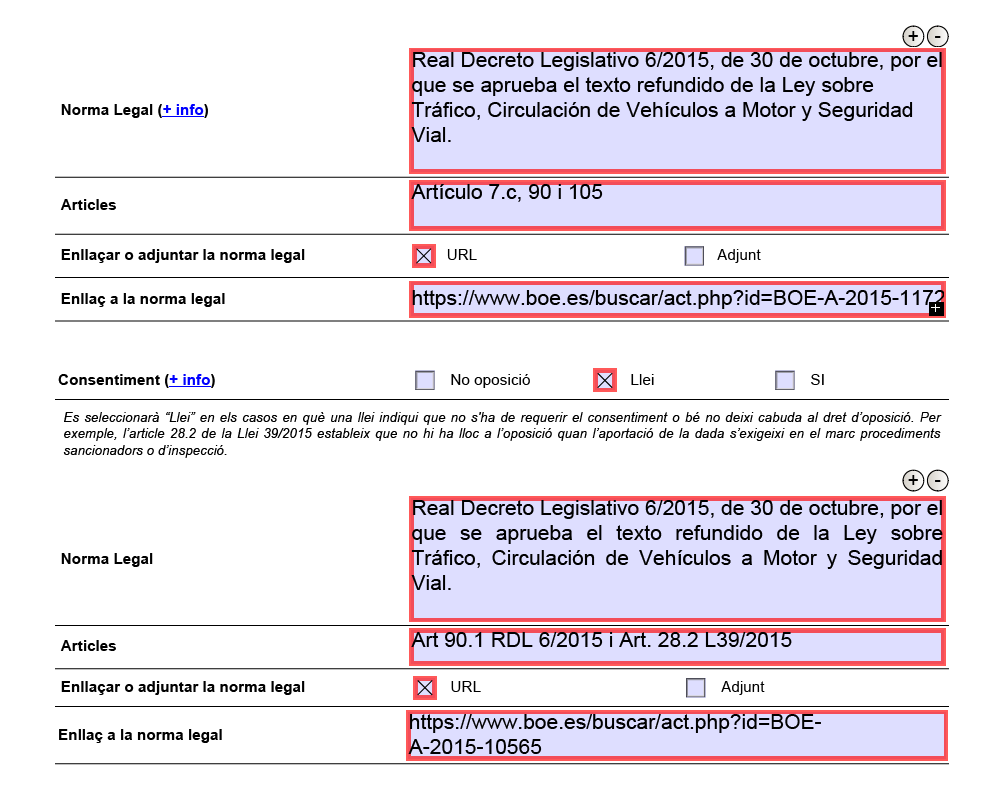 + -
Real Decreto Legislativo 6/2015, de 30 de octubre, por el
que se aprueba el texto refundido de la Ley sobre
Norma Legal (+ info)
Tráfico, Circulación de Vehículos a Motor y Seguridad
Vial.
Articles
Artículo 7.c, 90 i 105
Enllaçar o adjuntar la norma legal URL Adjunt
Enllaç a la norma legal https://www.boe.es/buscar/act.php?id=BOE-A-2015-1172
+
Consentiment (+ info) No oposició Llei SI
Es seleccionarà “Llei” en els casos en què una llei indiqui que no s'ha de requerir el consentiment o bé no deixi cabuda al dret d’oposició. Per
exemple, l’article 28.2 de la Llei 39/2015 estableix que no hi ha lloc a l’oposició quan l’aportació de la dada s’exigeixi en el marc procediments
sancionadors o d’inspecció.
+ -
Real Decreto Legislativo 6/2015, de 30 de octubre, por el
que se aprueba el texto refundido de la Ley sobre
Norma Legal
Tráfico, Circulación de Vehículos a Motor y Seguridad
Vial.
Articles
Art 90.1 RDL 6/2015 i Art. 28.2 L39/2015
Enllaçar o adjuntar la norma legal URL Adjunt
Enllaç a la norma legal
https://www.boe.es/buscar/act.php?id=BOE-
A-2015-10565